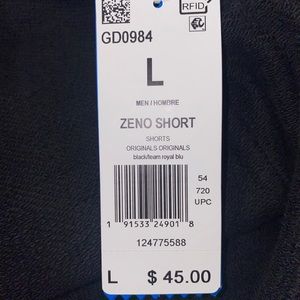 RFID
GD0984
L
MEN / HOMBRE
ZENO SHORT
SHORTS
ORIGINALS ORIGINALS
black/team royal blu
54
720
UPC
1 91533 24901 8
124775588
L $ 45.00